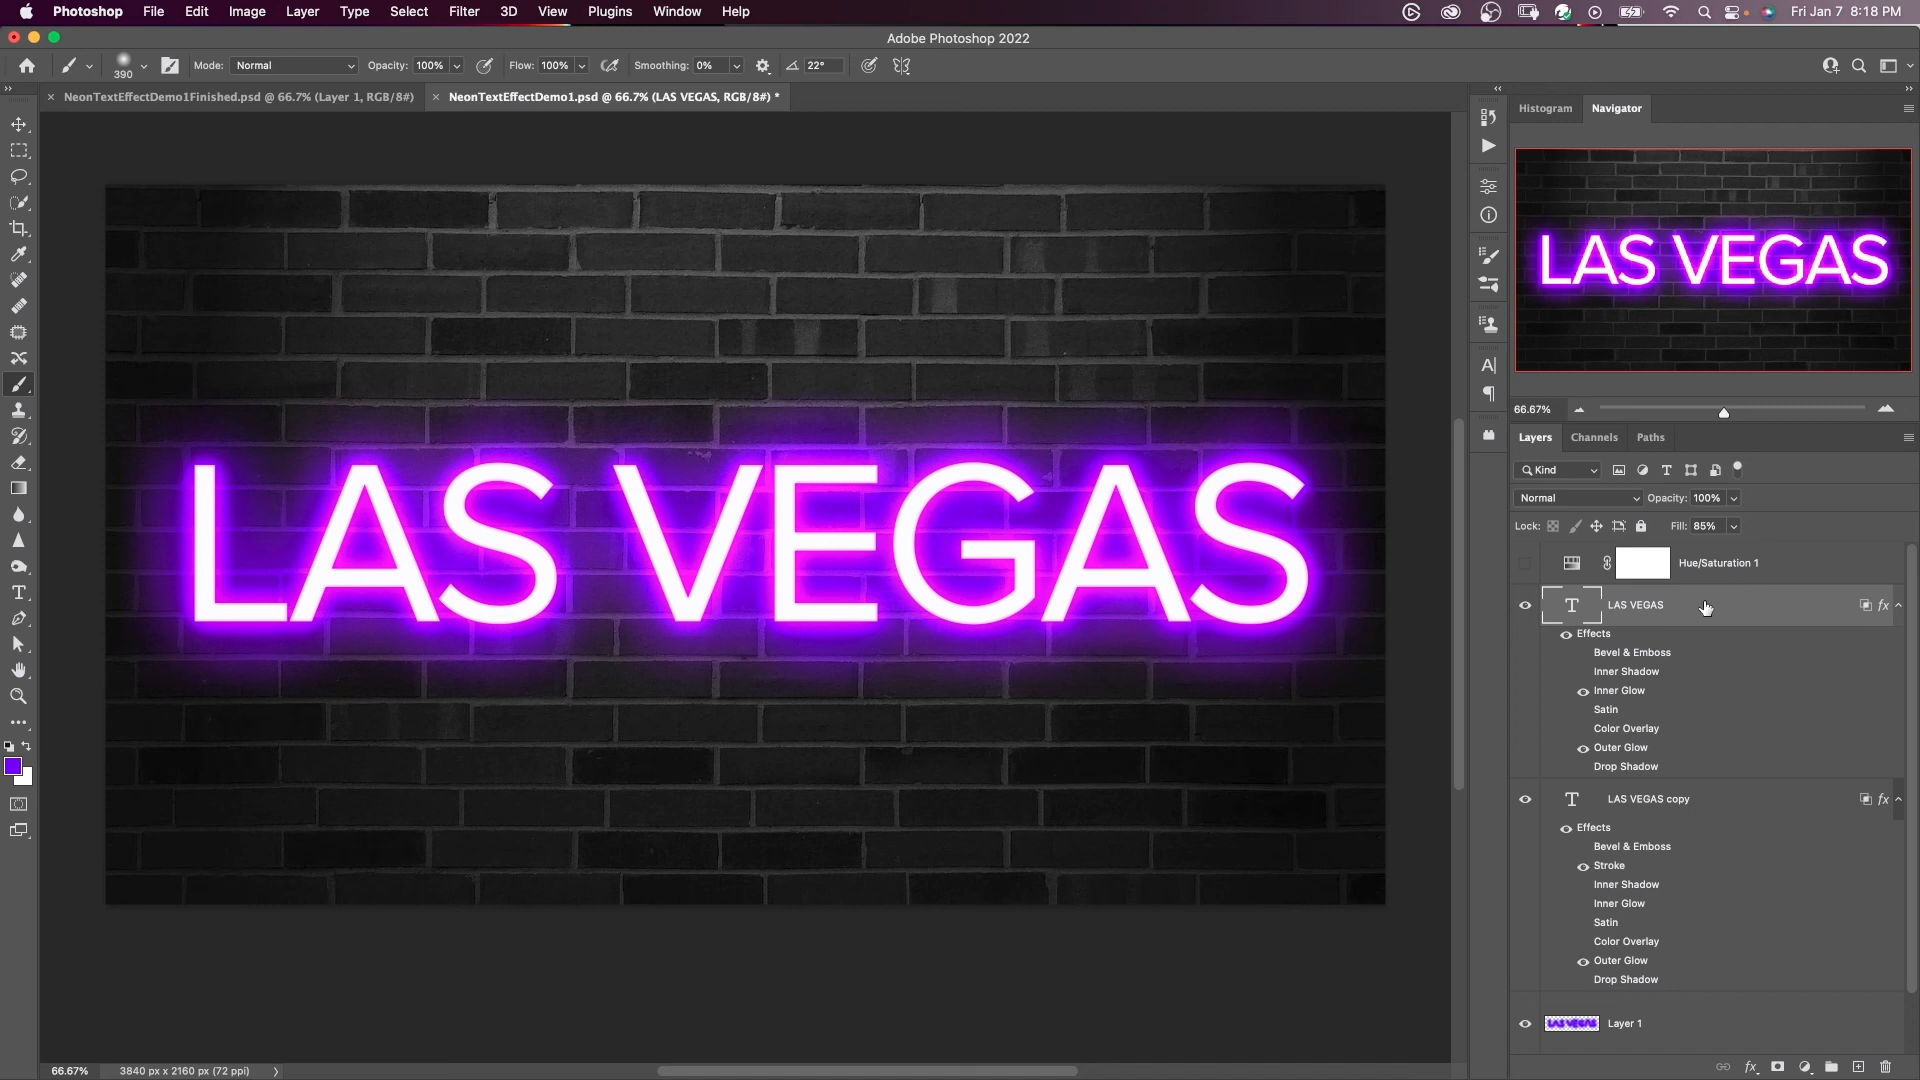 Photoshop File Edit Image Layer Type Select Filter 3D View Plugins Window Help Fri Jan 7 8:18 PM
Adobe Photoshop 2022
390 Mode: Normal Opacity: 100% Flow: 100% Smoothing: 0% 22°
NeonTextEffectDemo1Finished.psd @ 66.7% (Layer 1, RGB/8#) NeonTextEffectDemo1.psd @ 66.7% (LAS VEGAS, RGB/8#) *
Histogram Navigator
LAS VEGAS
LAS VEGAS
66.67%
Layers Channels Paths
Kind
Normal Opacity: 100%
Lock: Fill: 85%
Hue/Saturation 1
T LAS VEGAS fx
Effects
Bevel & Emboss
Inner Shadow
Inner Glow
Satin
Color Overlay
Outer Glow
Drop Shadow
T LAS VEGAS copy fx
Effects
Bevel & Emboss
Stroke
Inner Shadow
Inner Glow
Satin
Color Overlay
Outer Glow
Drop Shadow
LAS VEGAS Layer 1
66.67% 3840 px x 2160 px (72 ppi)
fx